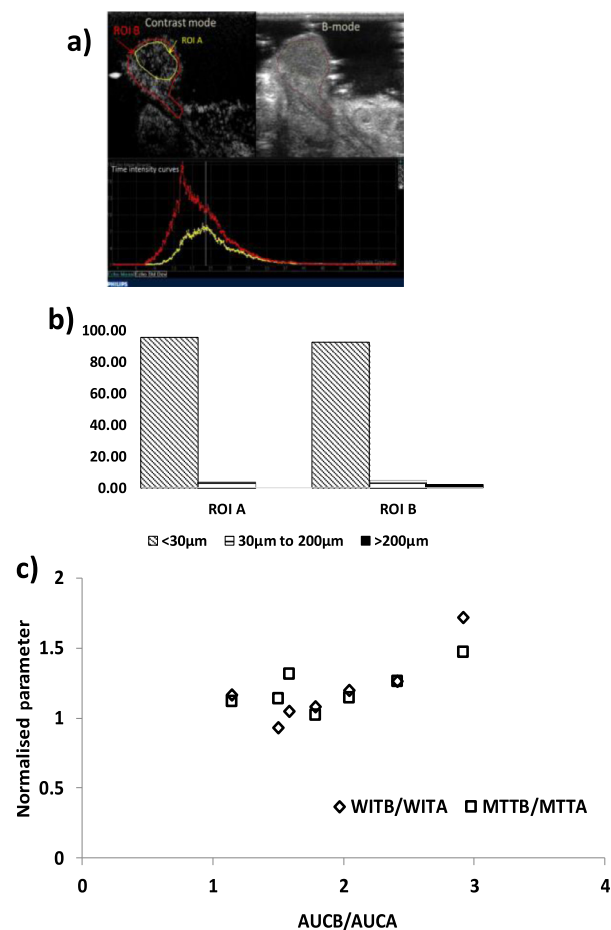 a)
Contrast mode
B-mode
ROI B
ROI A
Time intensity curves
PHILIPS
b)
100.00
80.00
60.00
40.00
20.00
0.00
ROI A
ROI B
<30µm
30µm to 200µm
>200µm
c)
2
1.5
1
0.5
0
Normalised parameter
WITB/WITA
MTTB/MTTA
0
1
2
3
4
AUCB/AUCA